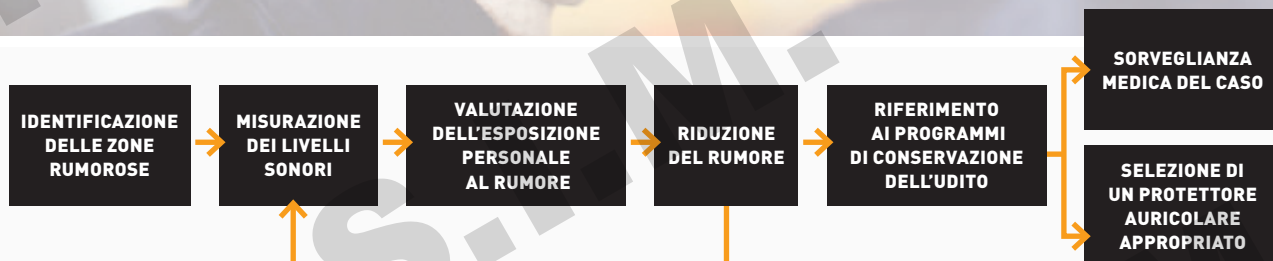 IDENTIFICAZIONE
DELLE ZONE
RUMOROSE
MISURAZIONE
DEI LIVELLI
SONORI
VALUTAZIONE
DELL'ESPOSIZIONE
PERSONALE
AL RUMORE
RIDUZIONE
DEL RUMORE
RIFERIMENTO
AI PROGRAMMI
DI CONSERVAZIONE
DELL'UDITO
SORVEGLIANZA
MEDICA DEL CASO
SELEZIONE DI
UN PROTETTORE
AURICOLARE
APPROPRIATO